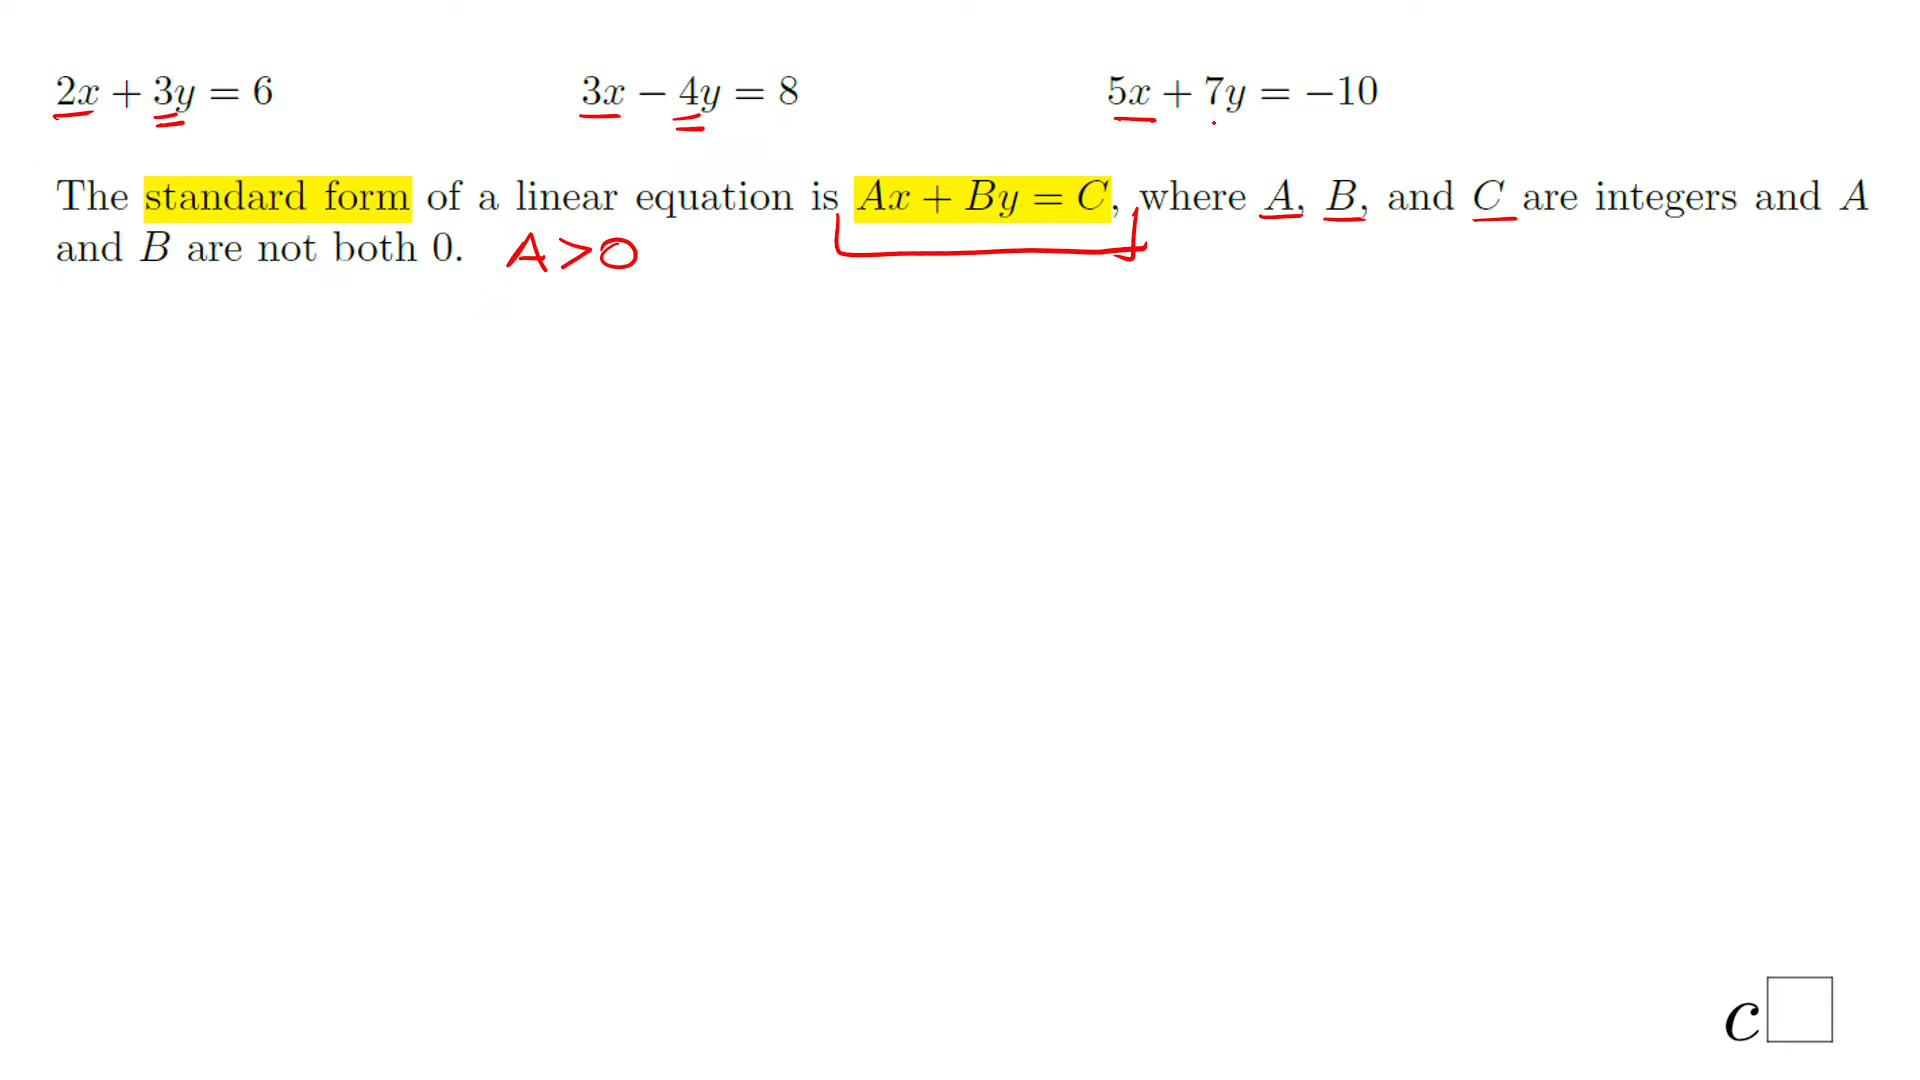 2x + 3y = 6 3x − 4y = 8 5x + 7y = −10
The standard form of a linear equation is Ax + By = C, where A, B, and C are integers and A
and B are not both 0. A > 0
c